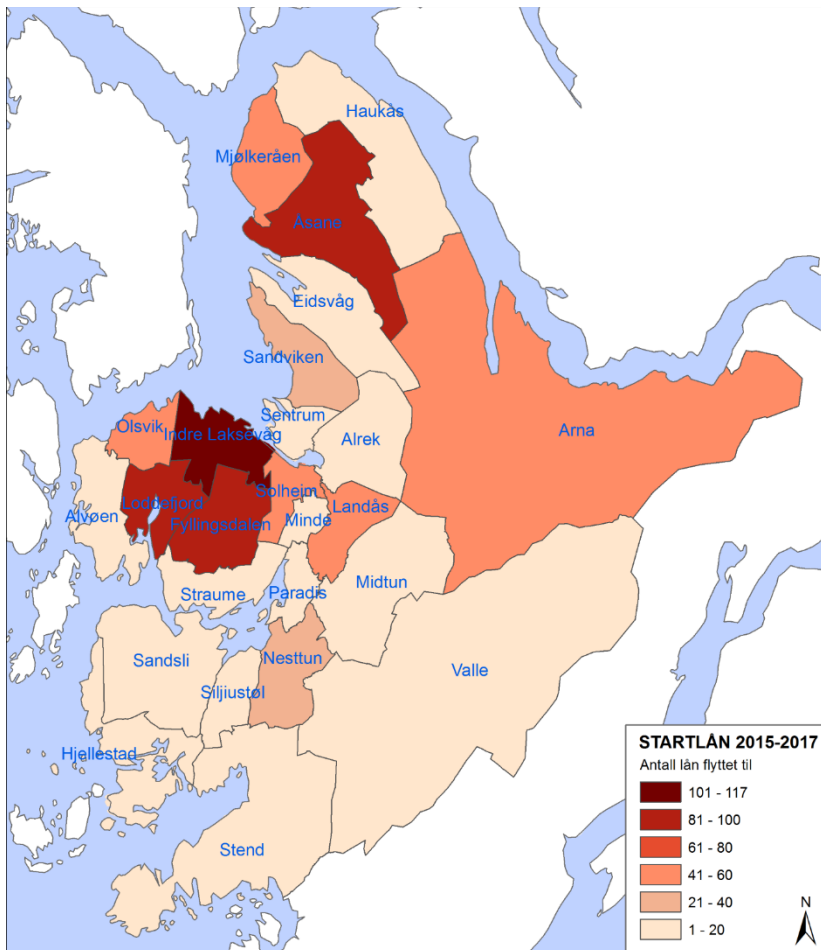 Haukås
Mjølkeråen
Åsane
Eidsvåg
Sandviken
Sentrum
Olsvik
Indre Laksevåg
Alrek
Arna
Solheim
Landås
Loddefjord
Alvøen
Fyllingsdalen
Minde
Midtun
Straume
Paradis
Nesttun
Sandsli
Valle
Siljiustøl
Hjellestad
Stend
STARTLÅN 2015-2017
Antall lån flyttet til
101 - 117
81 - 100
61 - 80
41 - 60
21 - 40
1 - 20
N